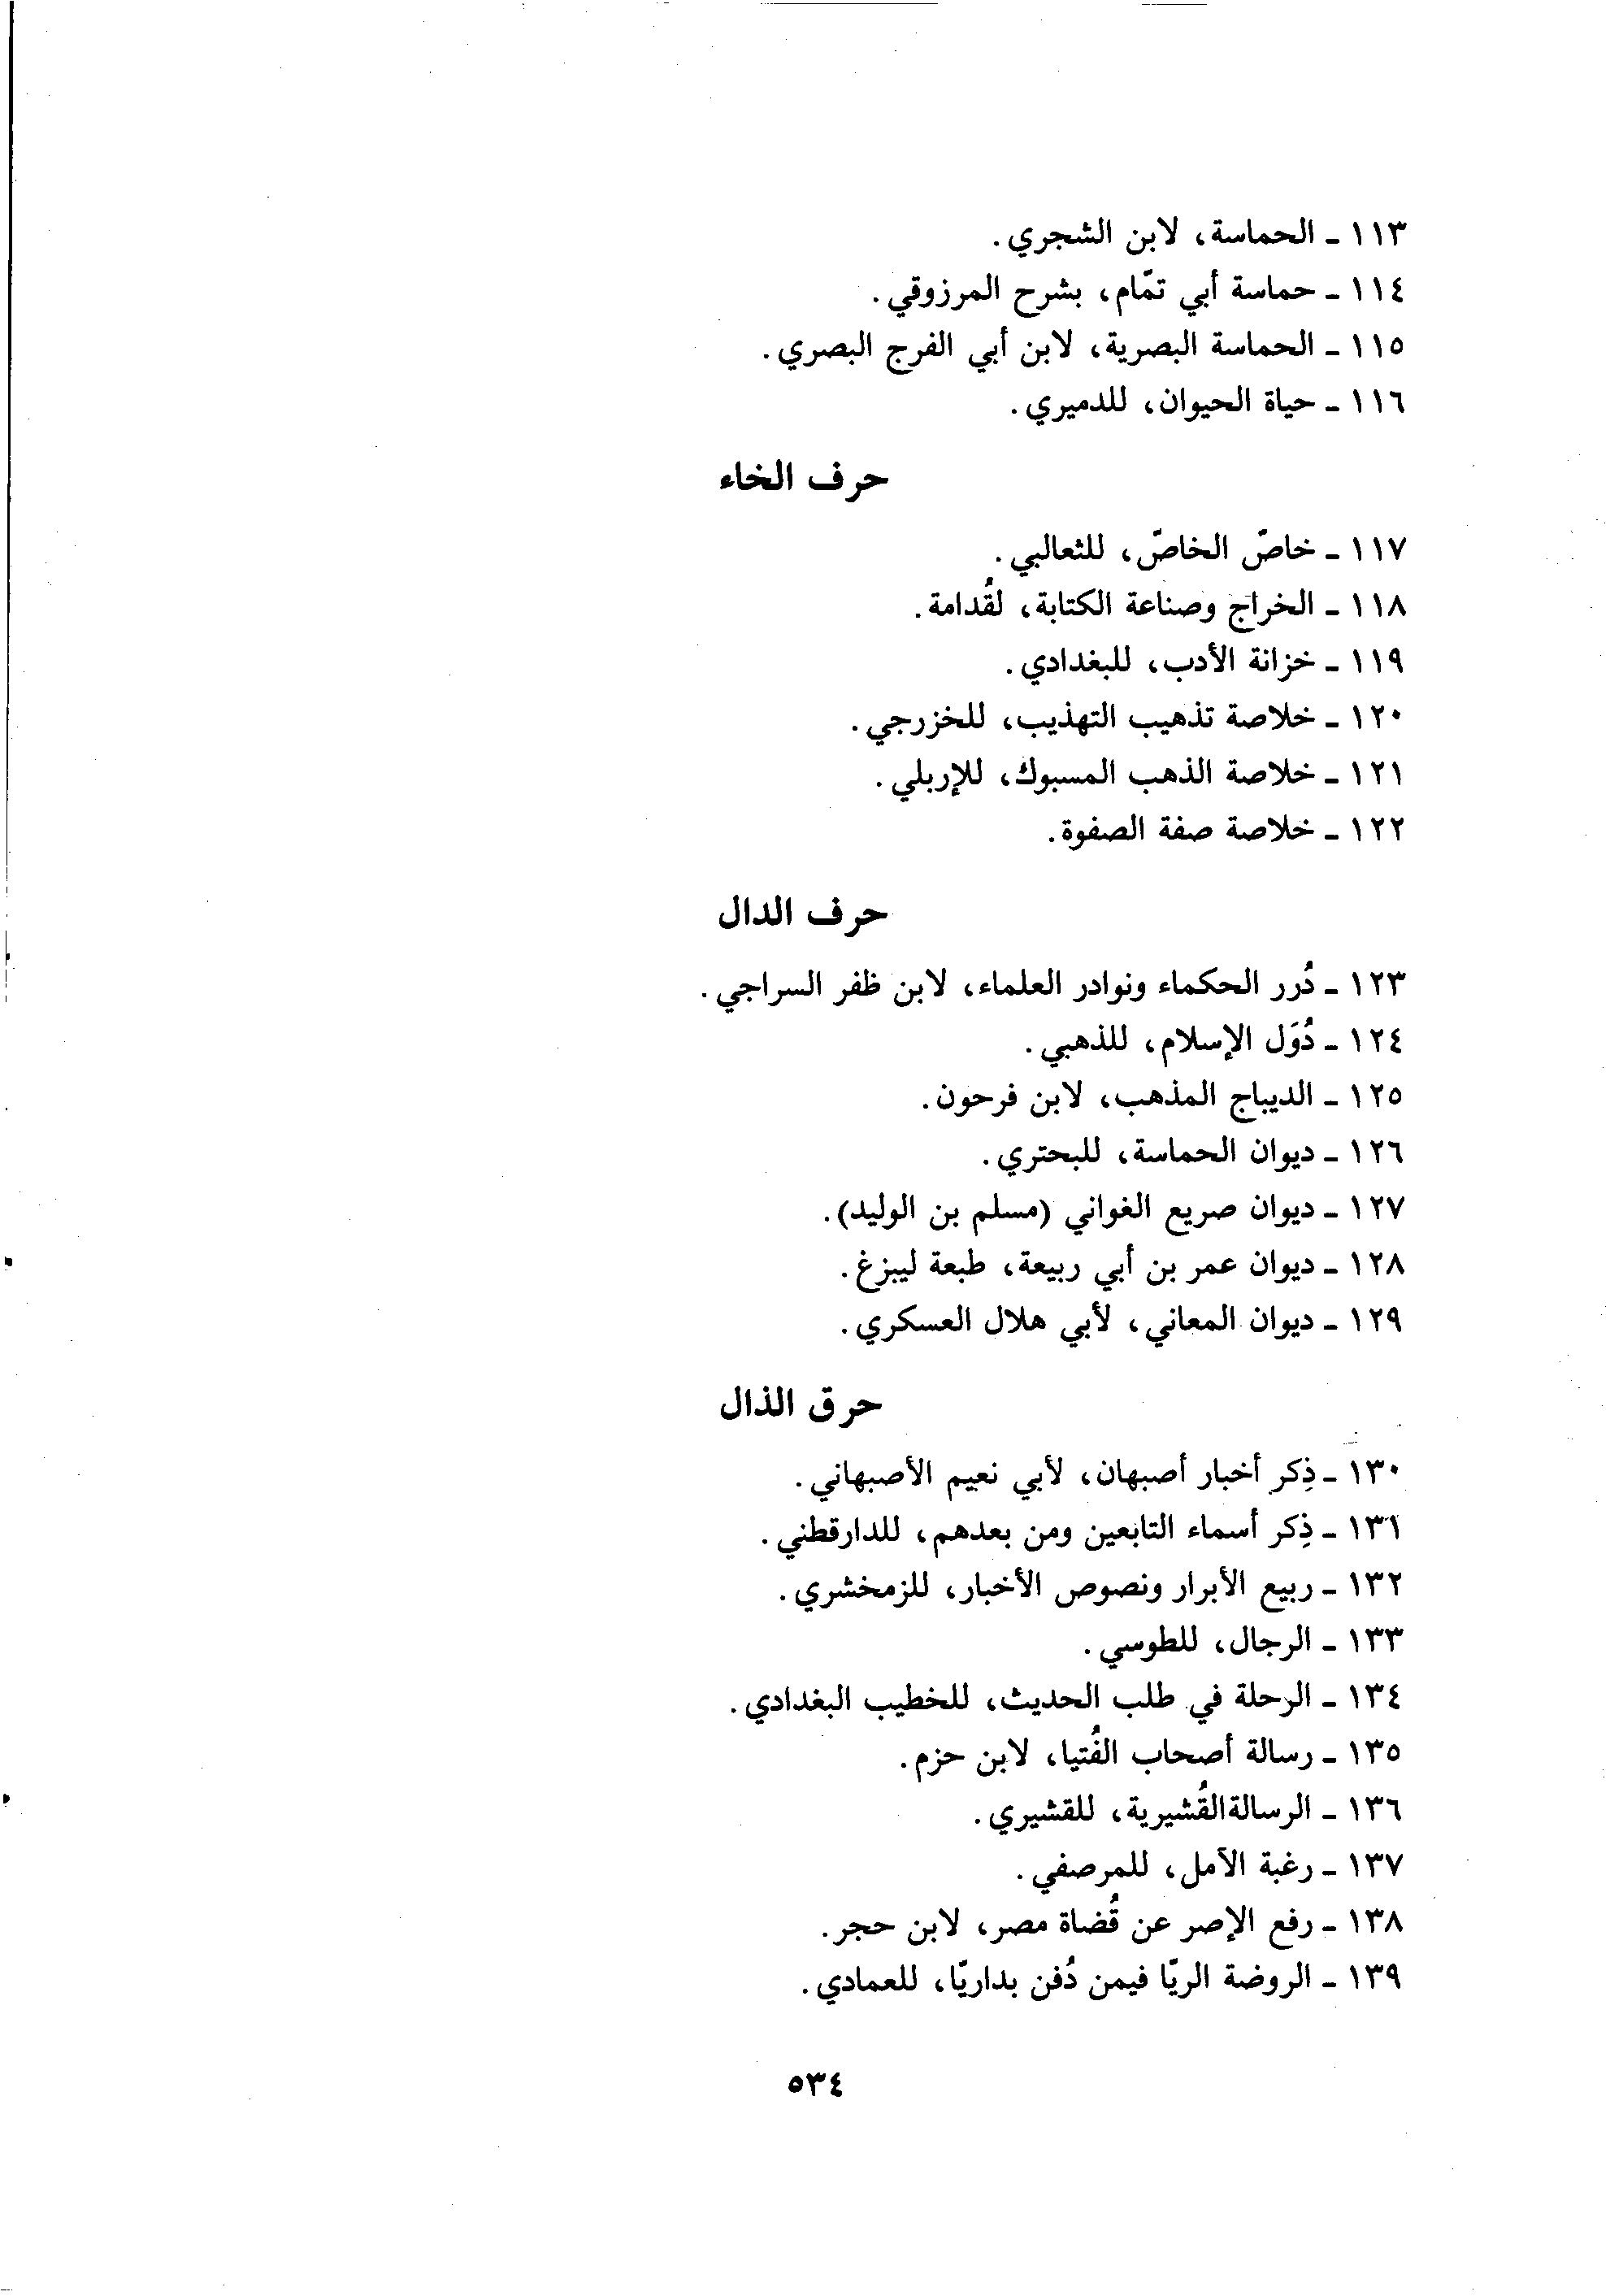 ١١٣ - الحماسة، لابن الشجري.
١١٤ - حماسة أبي تمّام، بشرح المرزوقي.
١١٥ - الحماسة البصرية، لابن أبي الفرج البصري.
١١٦ - حياة الحيوان، للدميري.
حرف الخاء
١١٧ - خاصّ الخاصّ، للثعالبي.
١١٨ - الخراج وصناعة الكتابة، لقُدامة.
١١٩ - خزانة الأدب، للبغدادي.
١٢٠ - خلاصة تذهيب التهذيب، للخزرجي.
١٢١ - خلاصة الذهب المسبوك، للإربلي.
١٢٢ - خلاصة صفة الصفوة.
حرف الدال
١٢٣ - دُرر الحكماء ونوادر العلماء، لابن ظفر السراجي.
١٢٤ - دُوَل الإسلام، للذهبي.
١٢٥ - الديباج المذهب، لابن فرحون.
١٢٦ - ديوان الحماسة، للبحتري.
١٢٧ - ديوان صريع الغواني (مسلم بن الوليد).
١٢٨ - ديوان عمر بن أبي ربيعة، طبعة ليبزغ.
١٢٩ - ديوان المعاني، لأبي هلال العسكري.
حرق الذال
١٣٠ - ذِكر أخبار أصبهان، لأبي نعيم الأصبهاني.
١٣١ - ذِكر أسماء التابعين ومن بعدهم، للدارقطني.
١٣٢ - ربيع الأبرار ونصوص الأخبار، للزمخشري.
١٣٣ - الرجال، للطوسي.
١٣٤ - الرحلة في طلب الحديث، للخطيب البغدادي.
١٣٥ - رسالة أصحاب الفُتيا، لابن حزم.
١٣٦ - الرسالةالقُشيرية، للقشيري.
١٣٧ - رغبة الآمل، للمرصفي.
١٣٨ - رفع الإصر عن قُضاة مصر، لابن حجر.
١٣٩ - الروضة الريّا فيمن دُفن بداريّا، للعمادي.
٥٣٤